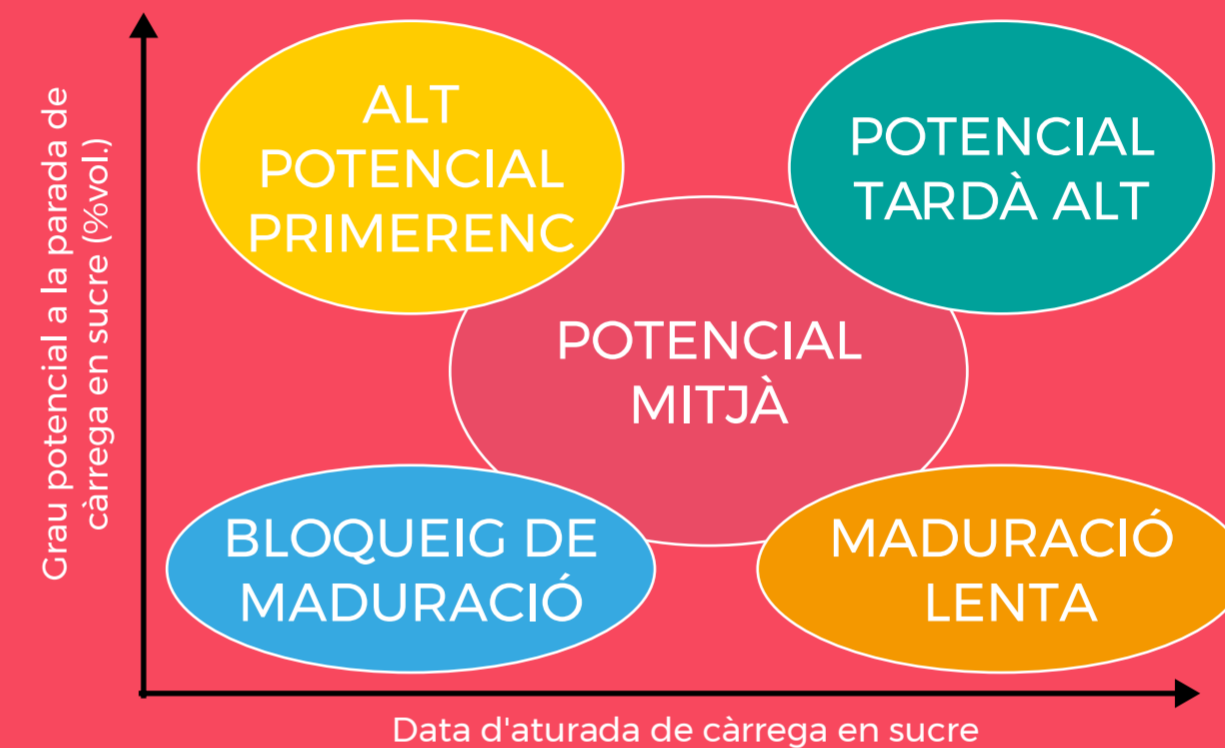 Grau potencial a la parada de
càrrega en sucre (%vol.)
ALT
POTENCIAL
PRIMERENC
POTENCIAL
TARDÀ ALT
POTENCIAL
MITJÀ
BLOQUEIG DE
MADURACIÓ
MADURACIÓ
LENTA
Data d'aturada de càrrega en sucre